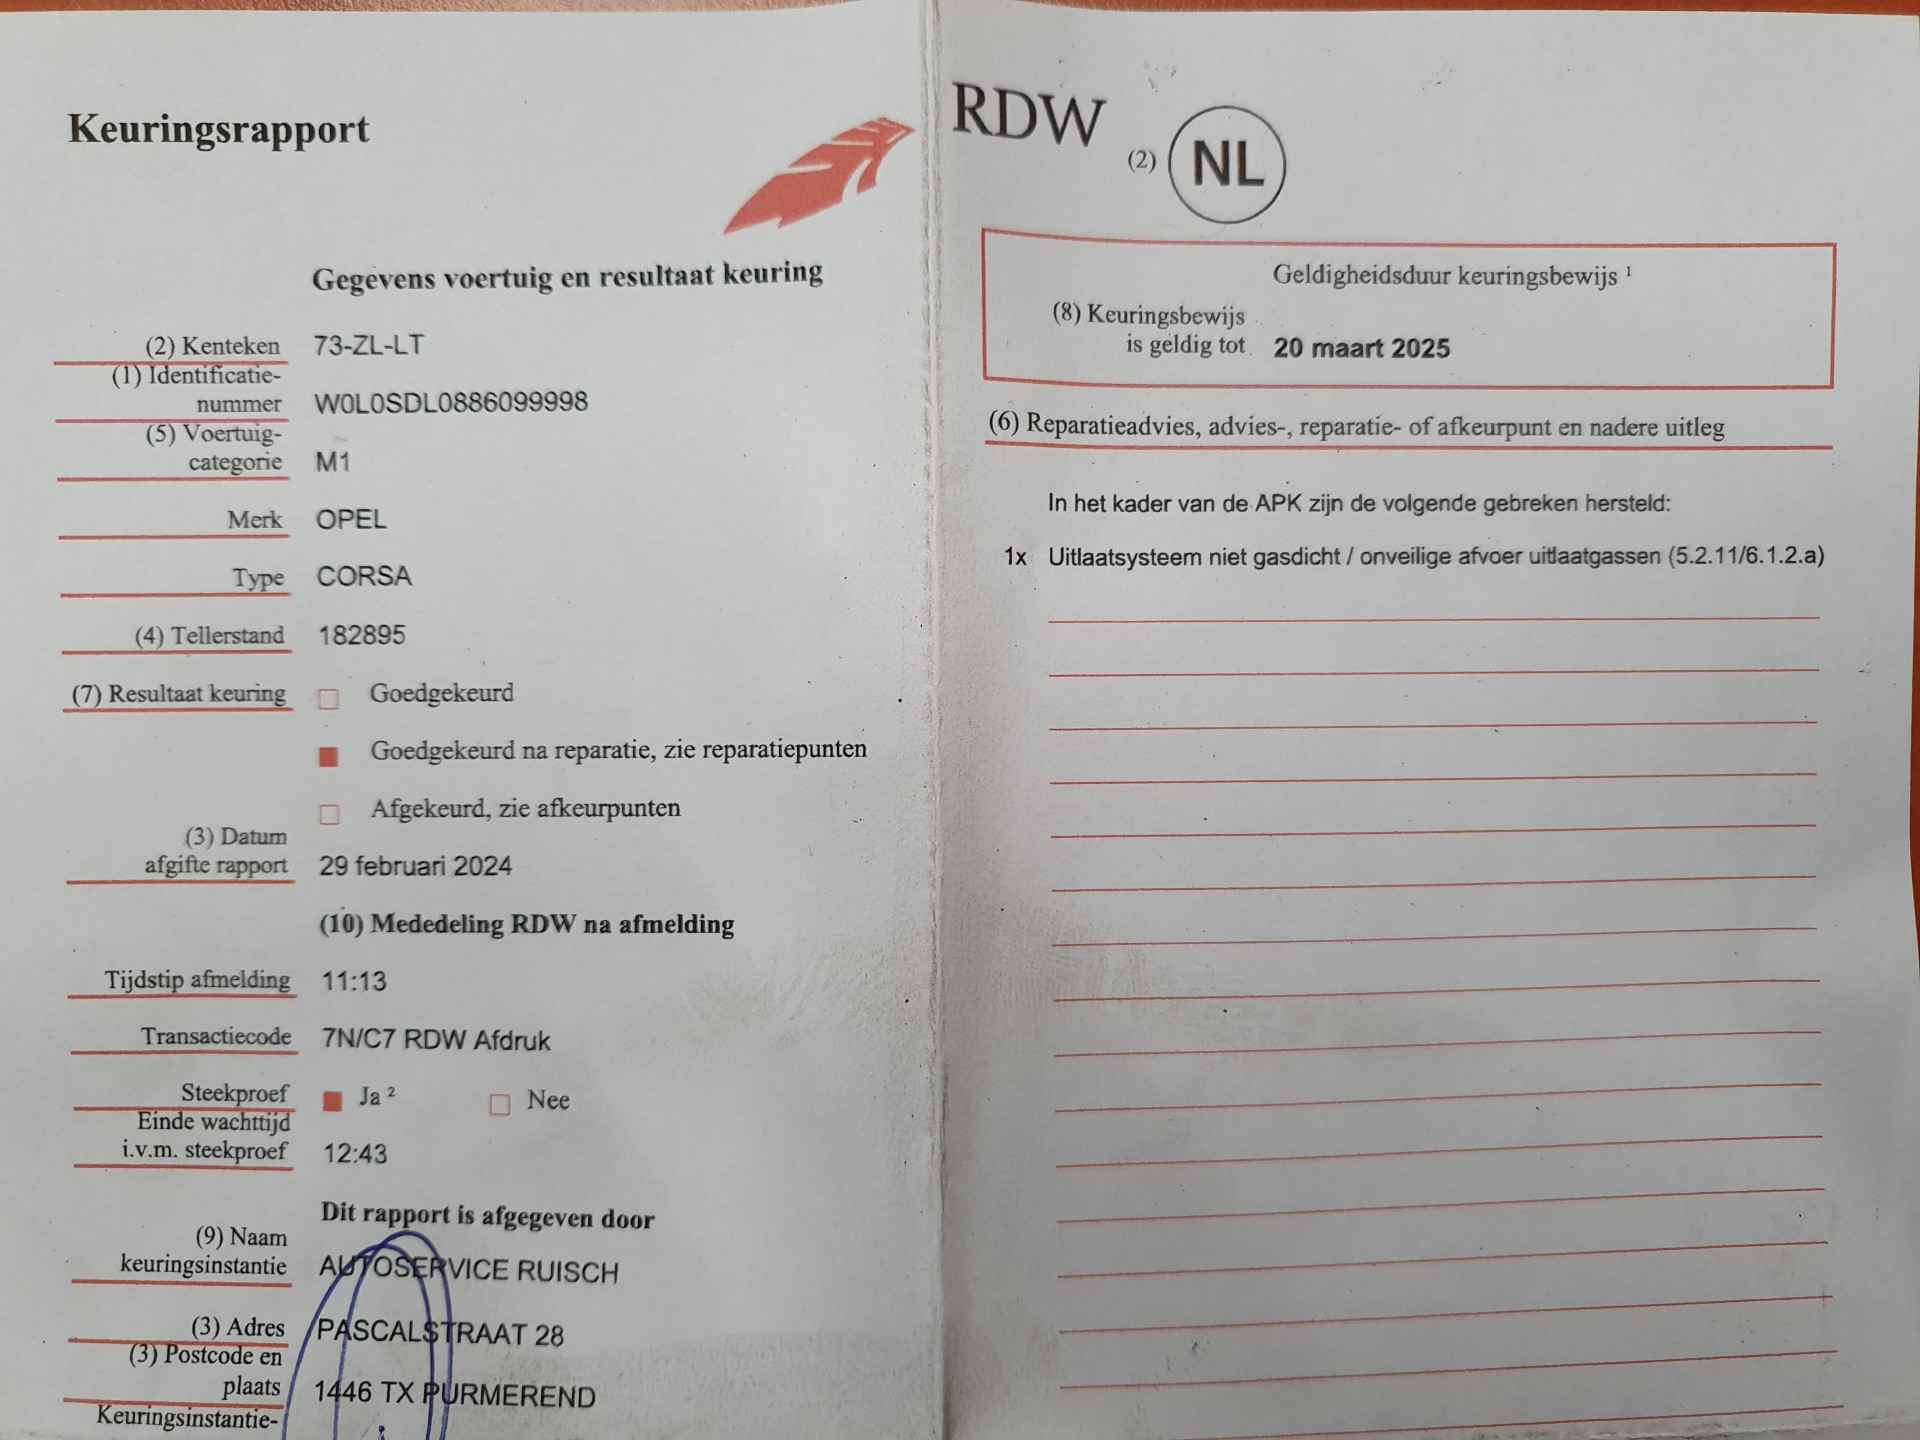 Keuringsrapport
Gegevens voertuig en resultaat keuring
(2) Kenteken 73-ZL-LT
(1) Identificatie-
nummer W0L0SDL0886099998
(5) Voertuig-
categorie M1
Merk OPEL
Type CORSA
(4) Tellerstand 182895
(7) Resultaat keuring Goedgekeurd
Goedgekeurd na reparatie, zie reparatiepunten
Afgekeurd, zie afkeurpunten
(3) Datum
afgifte rapport 29 februari 2024
(10) Mededeling RDW na afmelding
Tijdstip afmelding 11:13
Transactiecode 7N/C7 RDW Afdruk
Steekproef Ja ² Nee
Einde wachttijd
i.v.m. steekproef 12:43
Dit rapport is afgegeven door
(9) Naam
keuringsinstantie AUTOSERVICE RUISCH
(3) Adres PASCALSTRAAT 28
(3) Postcode en
plaats 1446 TX PURMEREND
Keuringsinstantie-
RDW
(2) NL
Geldigheidsduur keuringsbewijs ¹
(8) Keuringsbewijs
is geldig tot 20 maart 2025
(6) Reparatieadvies, advies-, reparatie- of afkeurpunt en nadere uitleg
In het kader van de APK zijn de volgende gebreken hersteld:
1x Uitlaatsysteem niet gasdicht / onveilige afvoer uitlaatgassen (5.2.11/6.1.2.a)